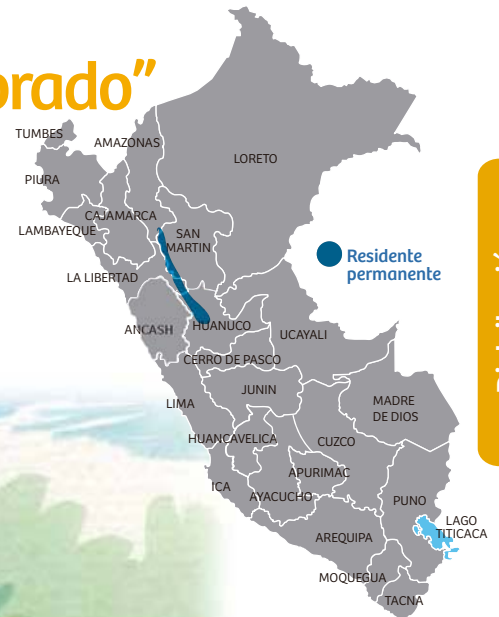 orado”
TUMBES
AMAZONAS
LORETO
PIURA
CAJAMARCA
LAMBAYEQUE
SAN
MARTIN
Residente
permanente
LA LIBERTAD
ANCASH
HUANUCO
UCAYALI
CERRO DE PASCO
JUNIN
LIMA
MADRE
DE DIOS
HUANCAVELICA
CUZCO
APURIMAC
ICA
AYACUCHO
PUNO
LAGO
TITICACA
AREQUIPA
MOQUEGUA
TACNA